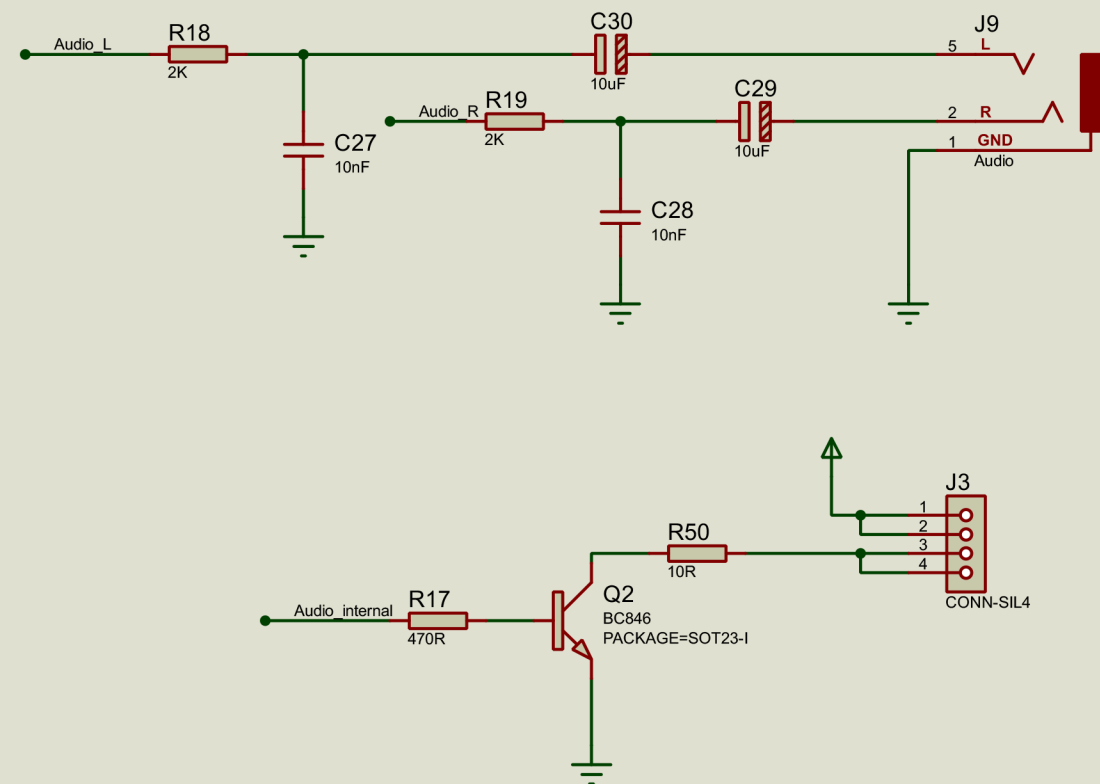 C30
J9
R18
Audio_L
5
L
2K
10uF
C29
R19
Audio_R
2
R
2K
10uF
C27
1
GND
10nF
Audio
C28
10nF
J3
1
R50
2
3
10R
4
Q2
R17
CONN-SIL4
Audio_internal
BC846
470R
PACKAGE=SOT23-I